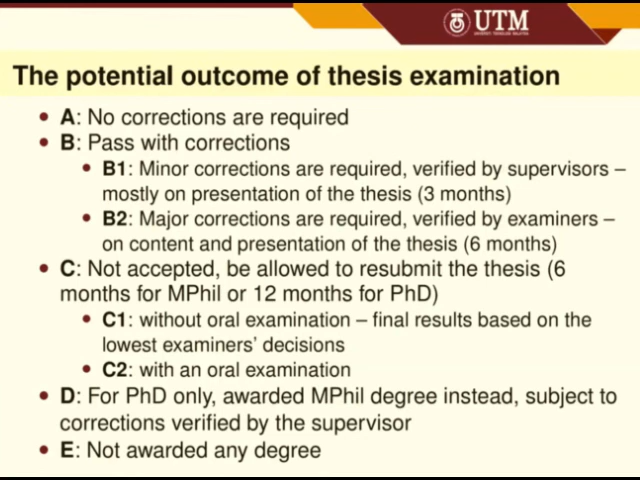 UTM
The potential outcome of thesis examination
• A: No corrections are required
• B: Pass with corrections
• B1: Minor corrections are required, verified by supervisors –
mostly on presentation of the thesis (3 months)
• B2: Major corrections are required, verified by examiners –
on content and presentation of the thesis (6 months)
• C: Not accepted, be allowed to resubmit the thesis (6
months for MPhil or 12 months for PhD)
• C1: without oral examination – final results based on the
lowest examiners' decisions
• C2: with an oral examination
• D: For PhD only, awarded MPhil degree instead, subject to
corrections verified by the supervisor
• E: Not awarded any degree